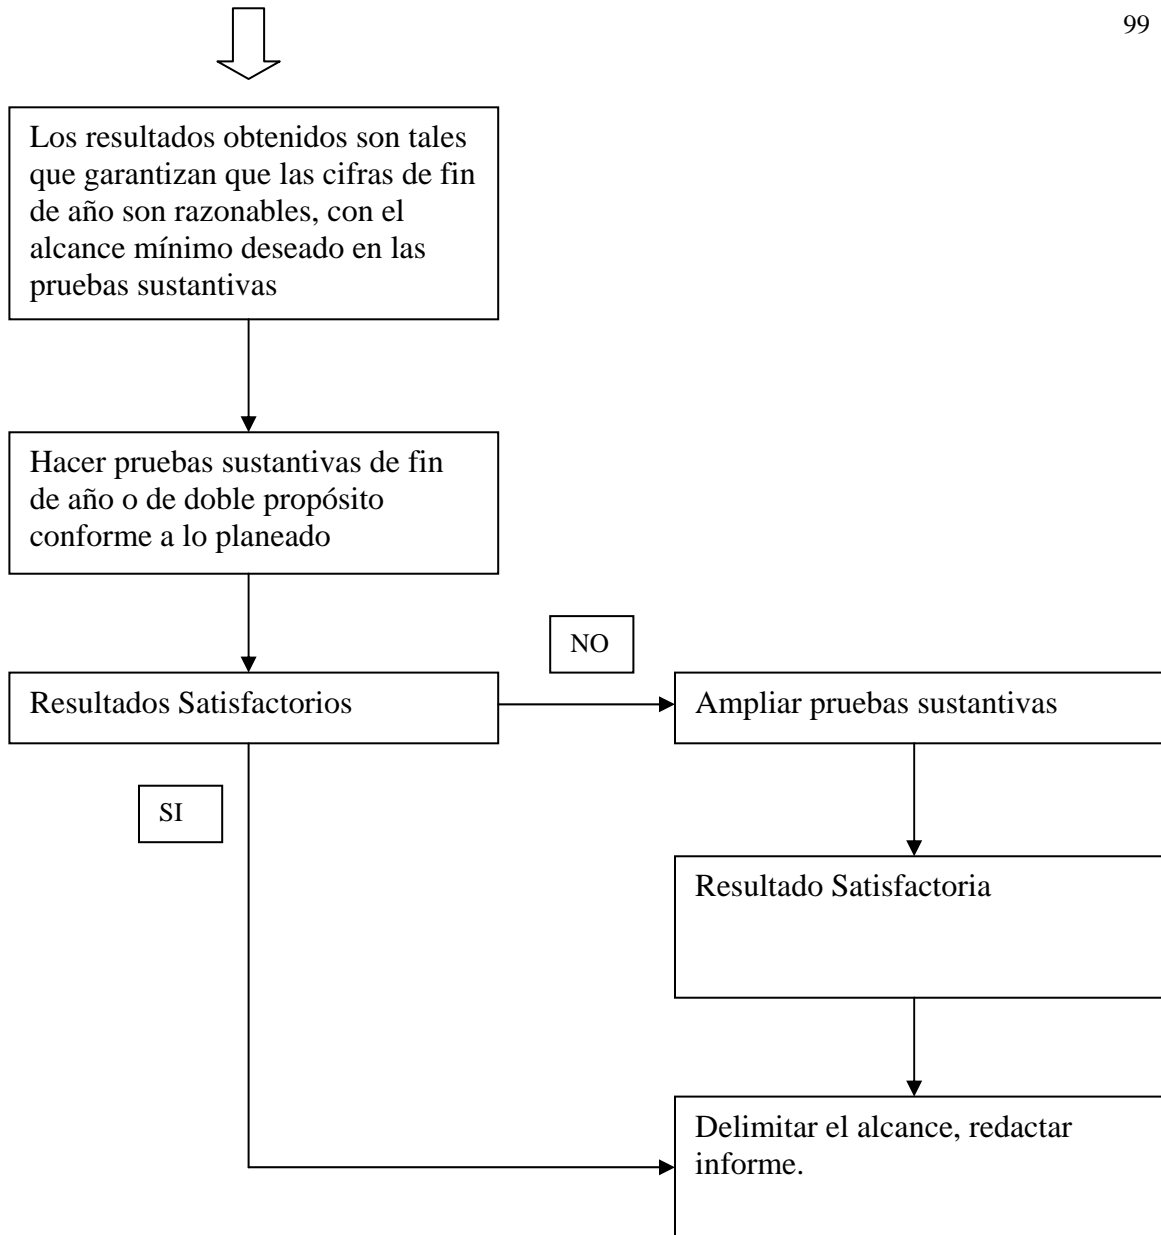 99
Los resultados obtenidos son tales
que garantizan que las cifras de fin
de año son razonables, con el
alcance mínimo deseado en las
pruebas sustantivas
Hacer pruebas sustantivas de fin
de año o de doble propósito
conforme a lo planeado
NO
Resultados Satisfactorios
Ampliar pruebas sustantivas
SI
Resultado Satisfactoria
Delimitar el alcance, redactar
informe.